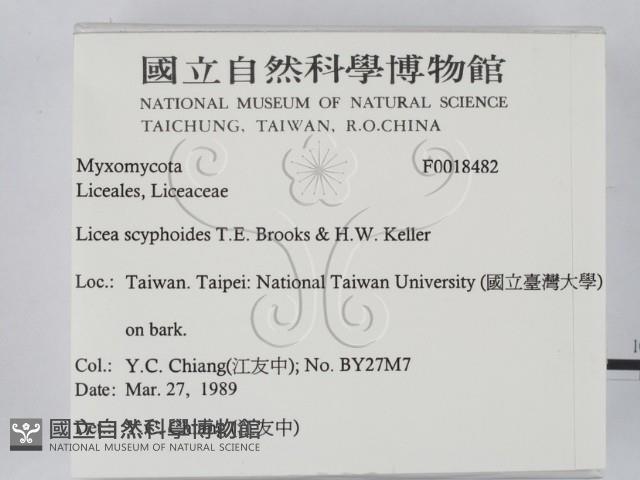 國立自然科學博物館
NATIONAL MUSEUM OF NATURAL SCIENCE
TAICHUNG, TAIWAN, R.O.CHINA
Myxomycota F0018482
Liceales, Liceaceae
Licea scyphoides T.E. Brooks & H.W. Keller
Loc.: Taiwan. Taipei: National Taiwan University (國立臺灣大學)
on bark.
Col.: Y.C. Chiang(江友中); No. BY27M7
Date: Mar. 27, 1989
友中)
國立自然科學博物館
NATIONAL MUSEUM OF NATURAL SCIENCE